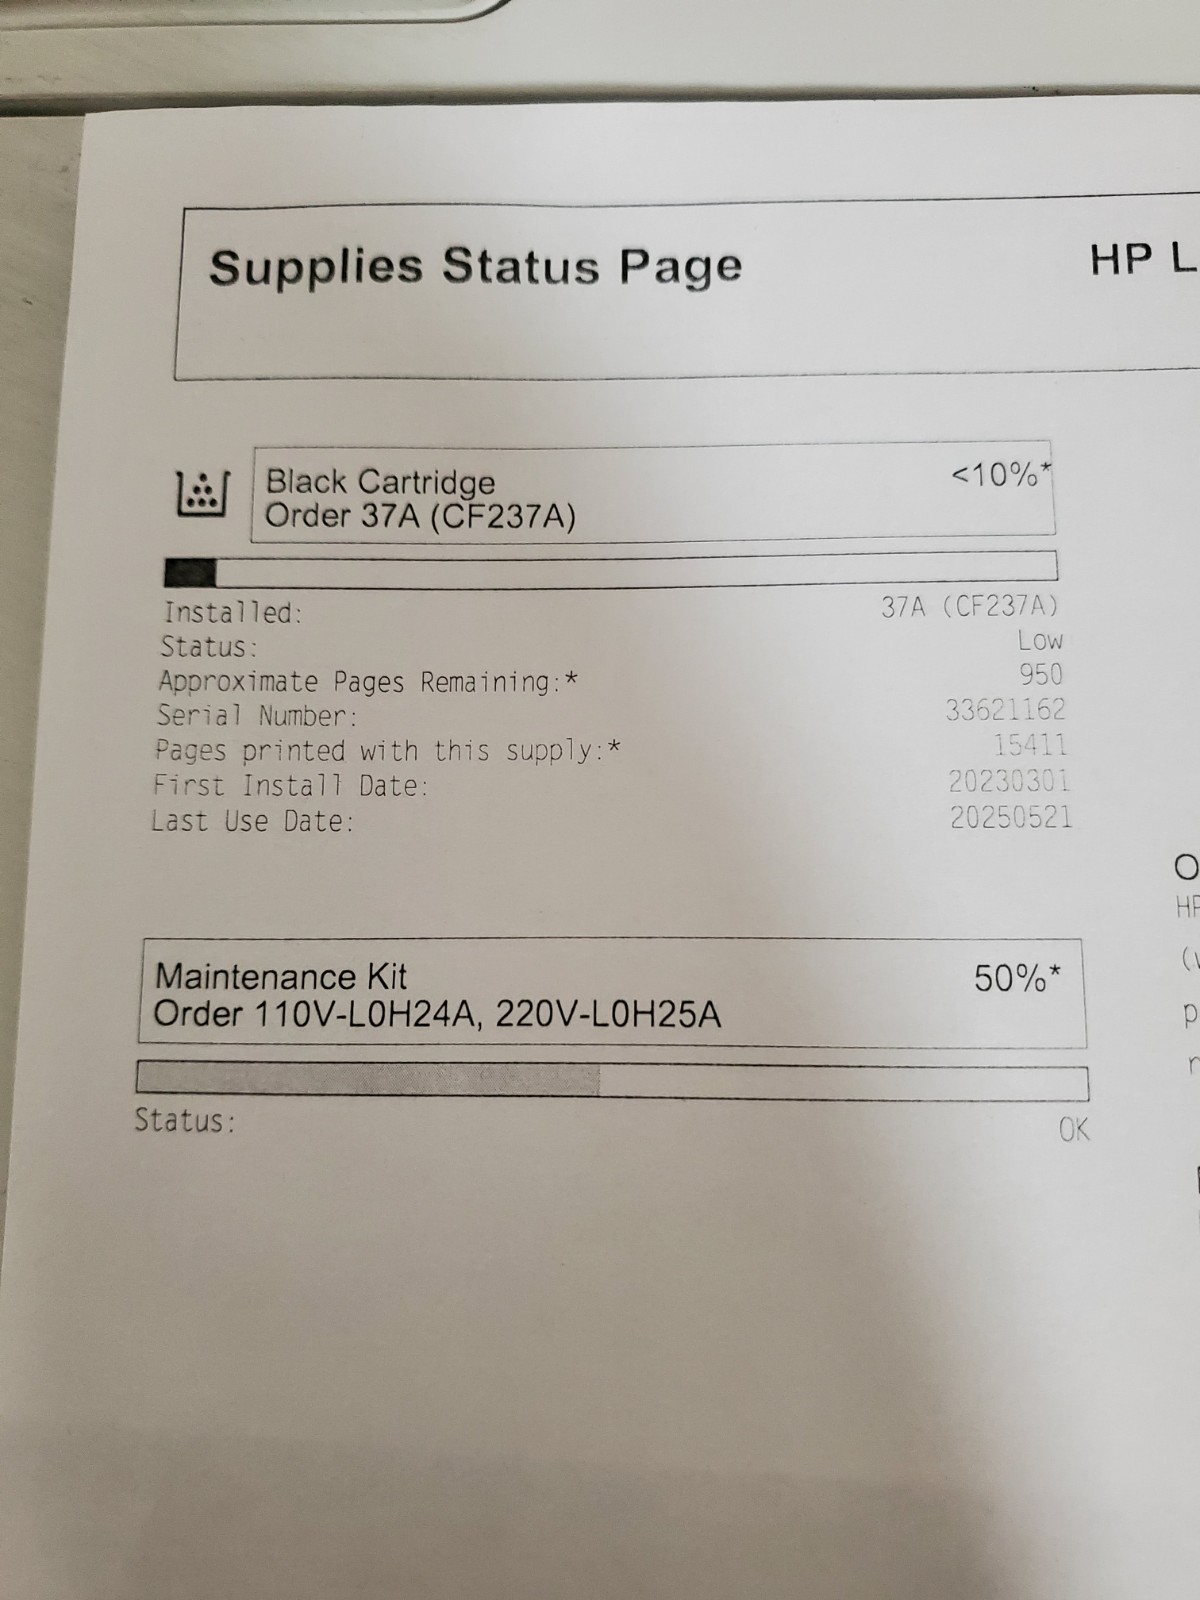 Supplies Status Page HP L
Black Cartridge <10%*
Order 37A (CF237A)
Installed: 37A (CF237A)
Status: Low
Approximate Pages Remaining:* 950
Serial Number: 33621162
Pages printed with this supply:* 15411
First Install Date: 20230301
Last Use Date: 20250521
O
HP
Maintenance Kit 50%*
Order 110V-L0H24A, 220V-L0H25A
p
Status: OK